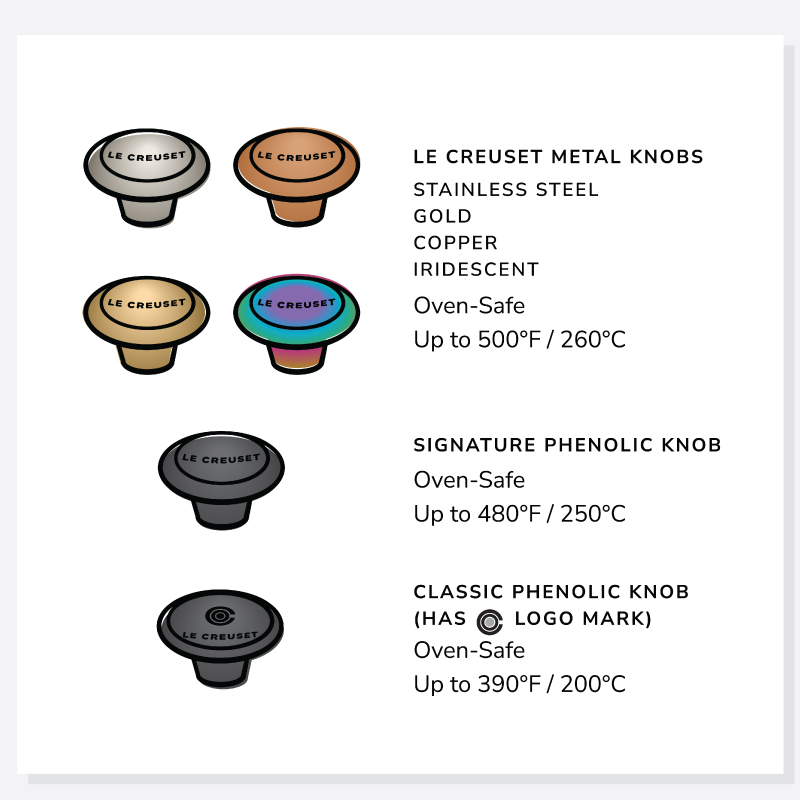 LE CREUSET
LE CREUSET
LE CREUSET METAL KNOBS
STAINLESS STEEL
GOLD
COPPER
IRIDESCENT
LE CREUSET
LE CREUSET
Oven-Safe
Up to 500°F / 260°C
LE CREUSET
SIGNATURE PHENOLIC KNOB
Oven-Safe
Up to 480°F / 250°C
LE CREUSET
CLASSIC PHENOLIC KNOB
(HAS LOGO MARK)
Oven-Safe
Up to 390°F / 200°C